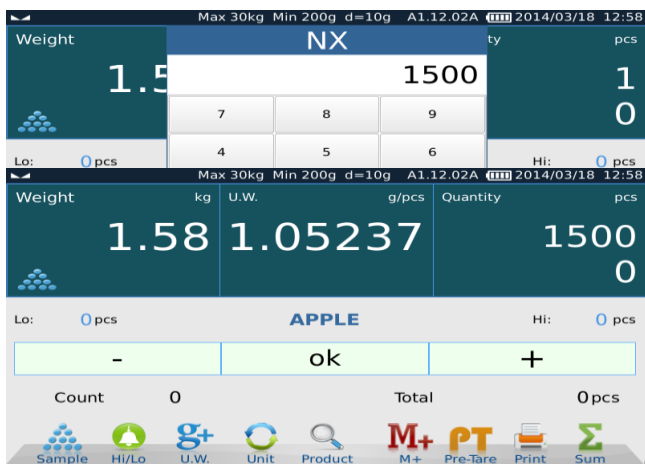 Max 30kg Min 200g d=10g A1.12.02A 2014/03/18 12:58
Weight NX ty pcs
1.5 1500 1
7 8 9 0
4 5 6
Lo: 0 pcs Hi: 0 pcs
Max 30kg Min 200g d=10g A1.12.02A 2014/03/18 12:58
Weight kg U.W. g/pcs Quantity pcs
1.58 1.05237 1500
0
Lo: 0 pcs APPLE Hi: 0 pcs
- ok +
Count 0 Total 0 pcs
g+ M+ PT Σ
Sample Hi/Lo U.W. Unit Product M+ Pre-Tare Print Sum